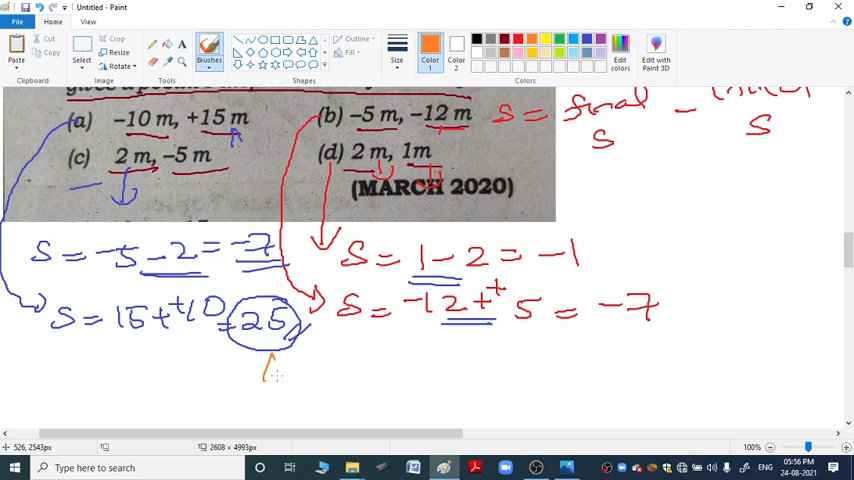 Untitled - Paint
File Home View
Paste Cut Copy Select Crop Resize Rotate Brushes Outline Fill Size Color 1 Color 2 Edit colors Edit with Paint 3D
Clipboard Image Tools Shapes Colors
(a) -10 m, +15 m (b) -5 m, -12 m S = final -
S S
(c) 2 m, -5 m (d) 2 m, 1m
(MARCH 2020)
S = -5 - 2 = -7 S = 1 - 2 = -1
S = 15 + +10 = 25 S = -12 + + 5 = -7
526, 2543px 2608 × 4993px 100%
Type here to search ENG 05:56 PM
24-08-2021